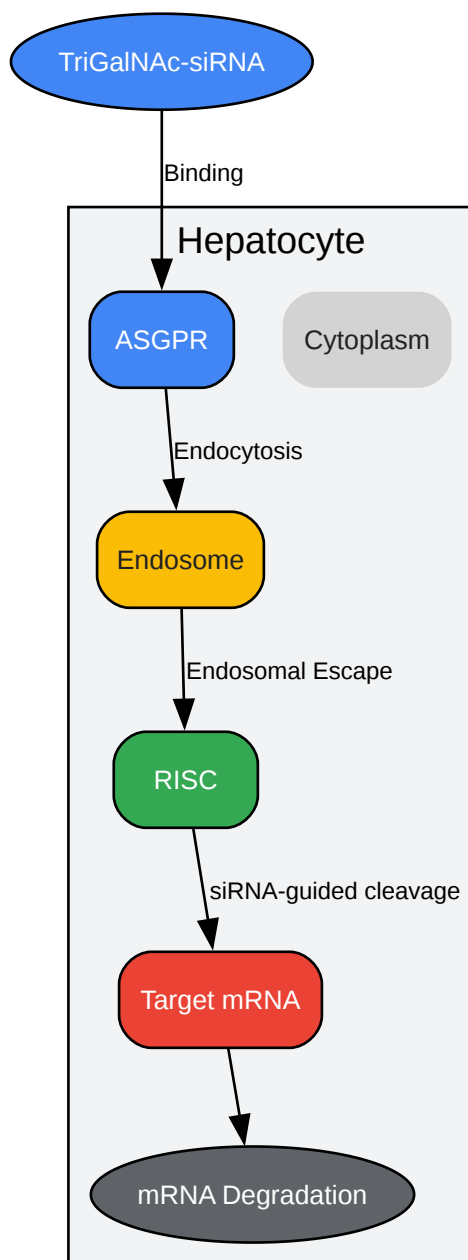 TriGalNAc-siRNA
Binding
Hepatocyte
ASGPR
Cytoplasm
Endocytosis
Endosome
Endosomal Escape
RISC
siRNA-guided cleavage
Target mRNA
mRNA Degradation